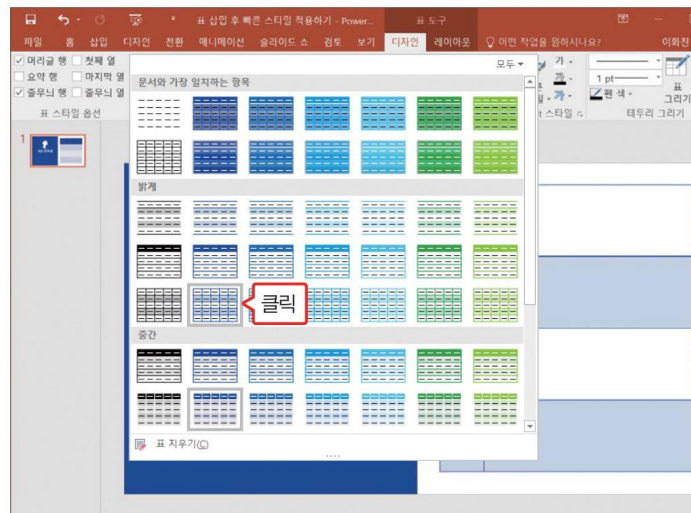 표 삽입 후 빠른 스타일 적용하기 - Power...
표 도구
파일 홈 삽입 디자인 전환 애니메이션 슬라이드 쇼 검토 보기 디자인 레이아웃 어떤 작업을 원하시나요? 이화진
머리글 행 첫째 열
요약 행 마지막 열
줄무늬 행 줄무늬 열
표 스타일 옵션
모두
가
1 pt
펜 색
표
그리기
테두리 그리기
문서와 가장 일치하는 항목
밝게
클릭
중간
표 지우기(C)
1